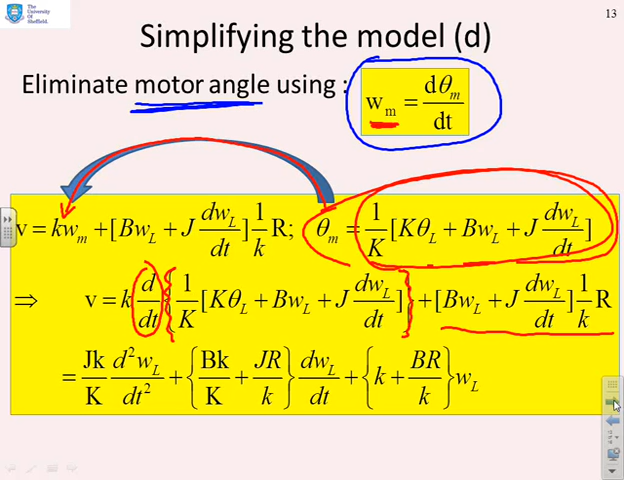 The
University
Of
Sheffield.
13
Simplifying the model (d)
Eliminate motor angle using :
w_m = dθ_m/dt
v = kw_m + [Bw_L + J dw_L/dt] 1/k R; θ_m = 1/K [Kθ_L + Bw_L + J dw_L/dt]
⇒ v = k d/dt { 1/K [Kθ_L + Bw_L + J dw_L/dt] } + [Bw_L + J dw_L/dt] 1/k R
= Jk/K d²w_L/dt² + { Bk/K + JR/k } dw_L/dt + { k + BR/k } w_L